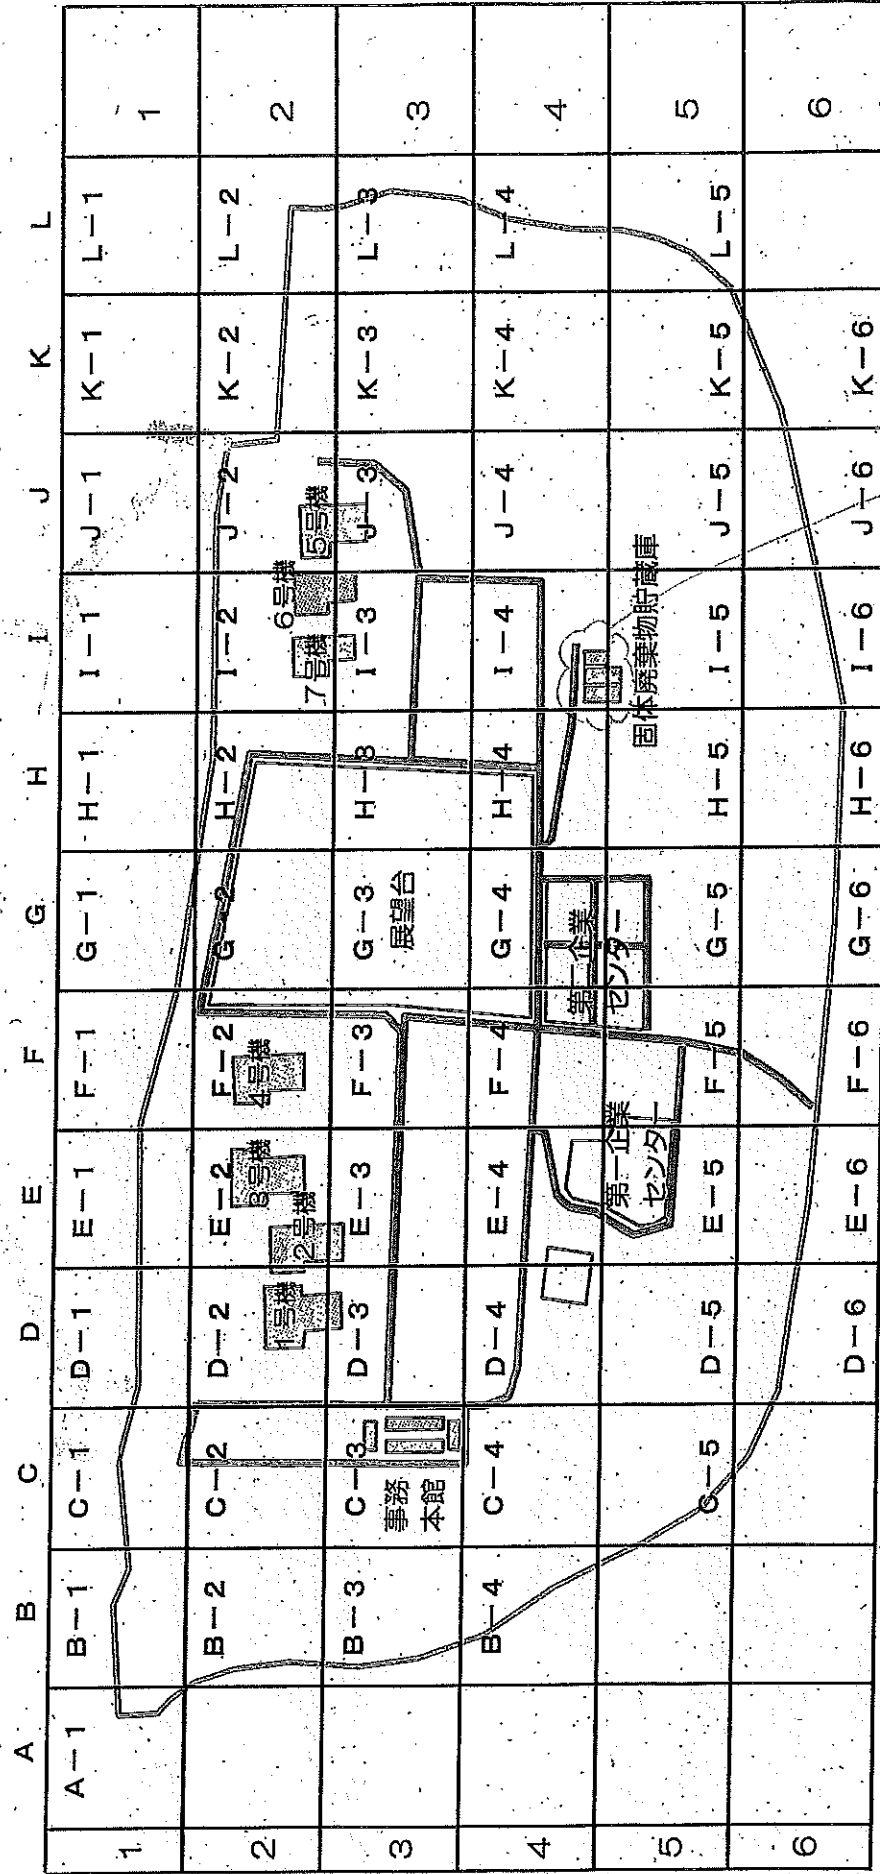 A B C D E F G H I J K L
1 A-1 B-1 C-1 D-1 E-1 F-1 G-1 H-1 I-1 J-1 K-1 L-1 1
2 B-2 C-2 D-2 E-2 F-2 G-2 H-2 I-2 J-2 K-2 L-2 2
1号機 2号機 3号機 4号機 7号機 6号機 5号機
3 B-3 C-3 D-3 E-3 F-3 G-3 H-3 I-3 J-3 K-3 L-3 3
事務
本館
展望台
4 B-4 C-4 D-4 E-4 F-4 G-4 H-4 I-4 J-4 K-4 L-4 4
第一企業
センター
第二企業
センター
固体廃棄物貯蔵庫
5 C-5 D-5 E-5 F-5 G-5 H-5 I-5 J-5 K-5 L-5 5
6 D-6 E-6 F-6 G-6 H-6 I-6 J-6 K-6 6